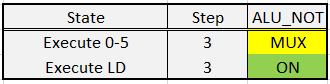 State Step ALU_NOT
Execute 0-5 3 MUX
Execute LD 3 ON